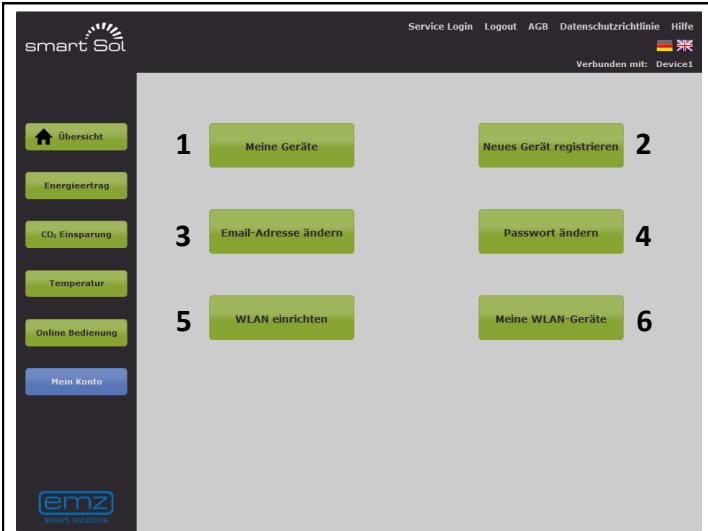 smart Sol
Service Login Logout AGB Datenschutzrichtlinie Hilfe
Verbunden mit: Device1
Übersicht
Energieertrag
CO₂ Einsparung
Temperatur
Online Bedienung
Mein Konto
1 Meine Geräte
Neues Gerät registrieren 2
3 Email-Adresse ändern
Passwort ändern 4
5 WLAN einrichten
Meine WLAN-Geräte 6
emz
smart solutions